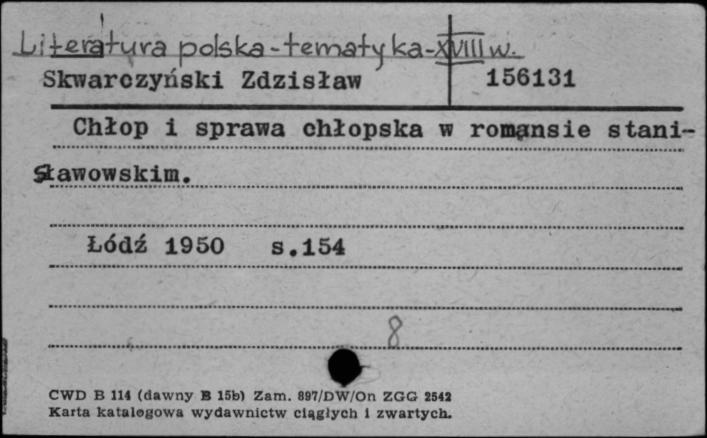 Literatura polska-tematyka-XVIII w.
Skwarczyński Zdzisław 156131
Chłop i sprawa chłopska w romansie stani-
sławowskim.
Łódź 1950 s.154
8
CWD B 114 (dawny B 15b) Zam. 897/DW/On ZGG 2542
Karta katalogowa wydawnictw ciągłych i zwartych.